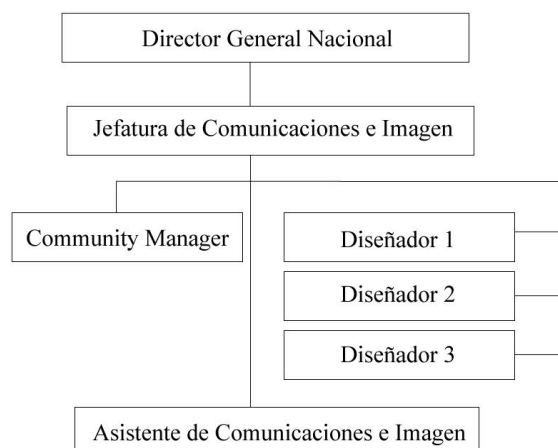 Director General Nacional
Jefatura de Comunicaciones e Imagen
Community Manager
Diseñador 1
Diseñador 2
Diseñador 3
Asistente de Comunicaciones e Imagen